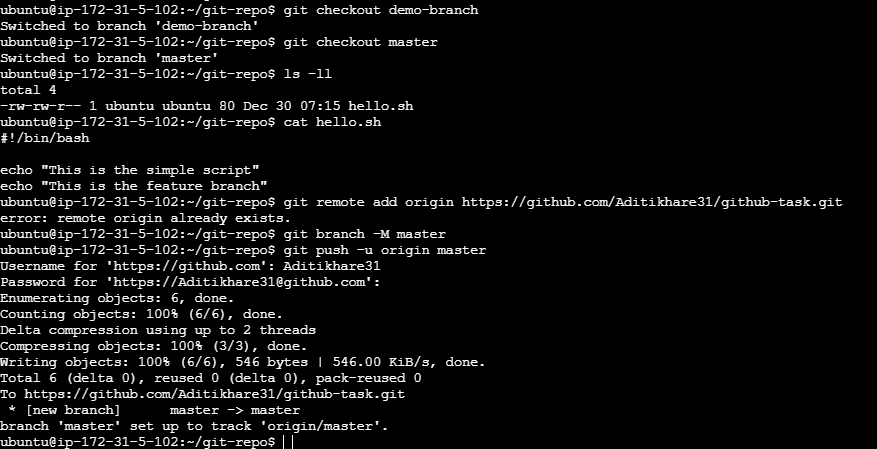 ubuntu@ip-172-31-5-102:~/git-repo$ git checkout demo-branch
Switched to branch 'demo-branch'
ubuntu@ip-172-31-5-102:~/git-repo$ git checkout master
Switched to branch 'master'
ubuntu@ip-172-31-5-102:~/git-repo$ ls -ll
total 4
-rw-rw-r-- 1 ubuntu ubuntu 80 Dec 30 07:15 hello.sh
ubuntu@ip-172-31-5-102:~/git-repo$ cat hello.sh
#!/bin/bash

echo "This is the simple script"
echo "This is the feature branch"
ubuntu@ip-172-31-5-102:~/git-repo$ git remote add origin https://github.com/Aditikhare31/github-task.git
error: remote origin already exists.
ubuntu@ip-172-31-5-102:~/git-repo$ git branch -M master
ubuntu@ip-172-31-5-102:~/git-repo$ git push -u origin master
Username for 'https://github.com': Aditikhare31
Password for 'https://Aditikhare31@github.com':
Enumerating objects: 6, done.
Counting objects: 100% (6/6), done.
Delta compression using up to 2 threads
Compressing objects: 100% (3/3), done.
Writing objects: 100% (6/6), 546 bytes | 546.00 KiB/s, done.
Total 6 (delta 0), reused 0 (delta 0), pack-reused 0
To https://github.com/Aditikhare31/github-task.git
 * [new branch]      master -> master
branch 'master' set up to track 'origin/master'.
ubuntu@ip-172-31-5-102:~/git-repo$